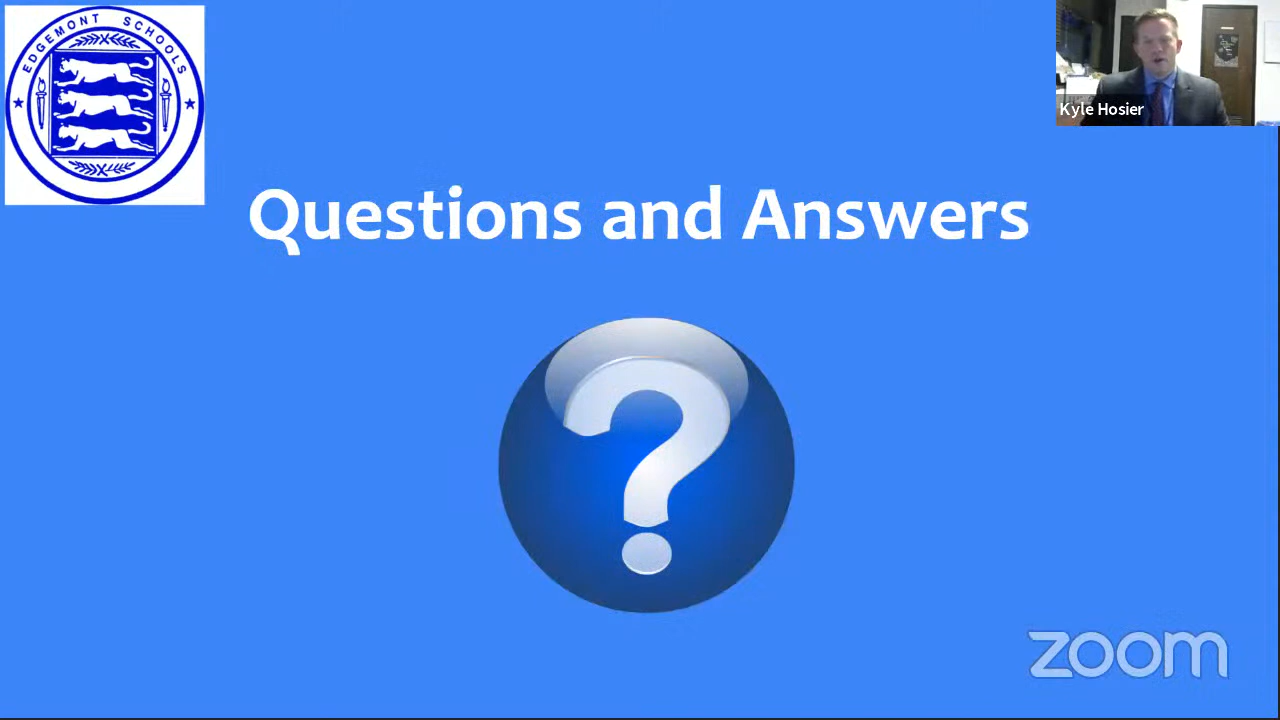 EDGEMONT SCHOOLS
Kyle Hosier
Questions and Answers
?
zoom